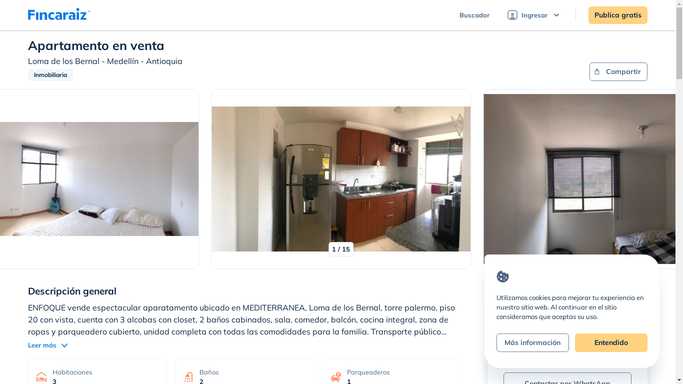 Fincaraiz
Buscador
Ingresar
Publica gratis
Apartamento en venta
Loma de los Bernal - Medellín - Antioquia
Inmobiliaria
Compartir
1 / 15
Descripción general
ENFOQUE vende espectacular aparatamento ubicado en MEDITERRANEA, Loma de los Bernal, torre palermo, piso
20 con vista, cuenta con 3 alcobas con closet, 2 baños cabinados, sala, comedor, balcón, cocina integral, zona de
ropas y parqueadero cubierto, unidad completa con todas las comodidades para la familia. Transporte público...
Leer más
Habitaciones
3
Baños
2
Parqueaderos
1
Utilizamos cookies para mejorar tu experiencia en
nuestro sitio web. Al continuar en el sitio
consideramos que aceptas su uso.
Más información
Entendido
Contactar por WhatsApp